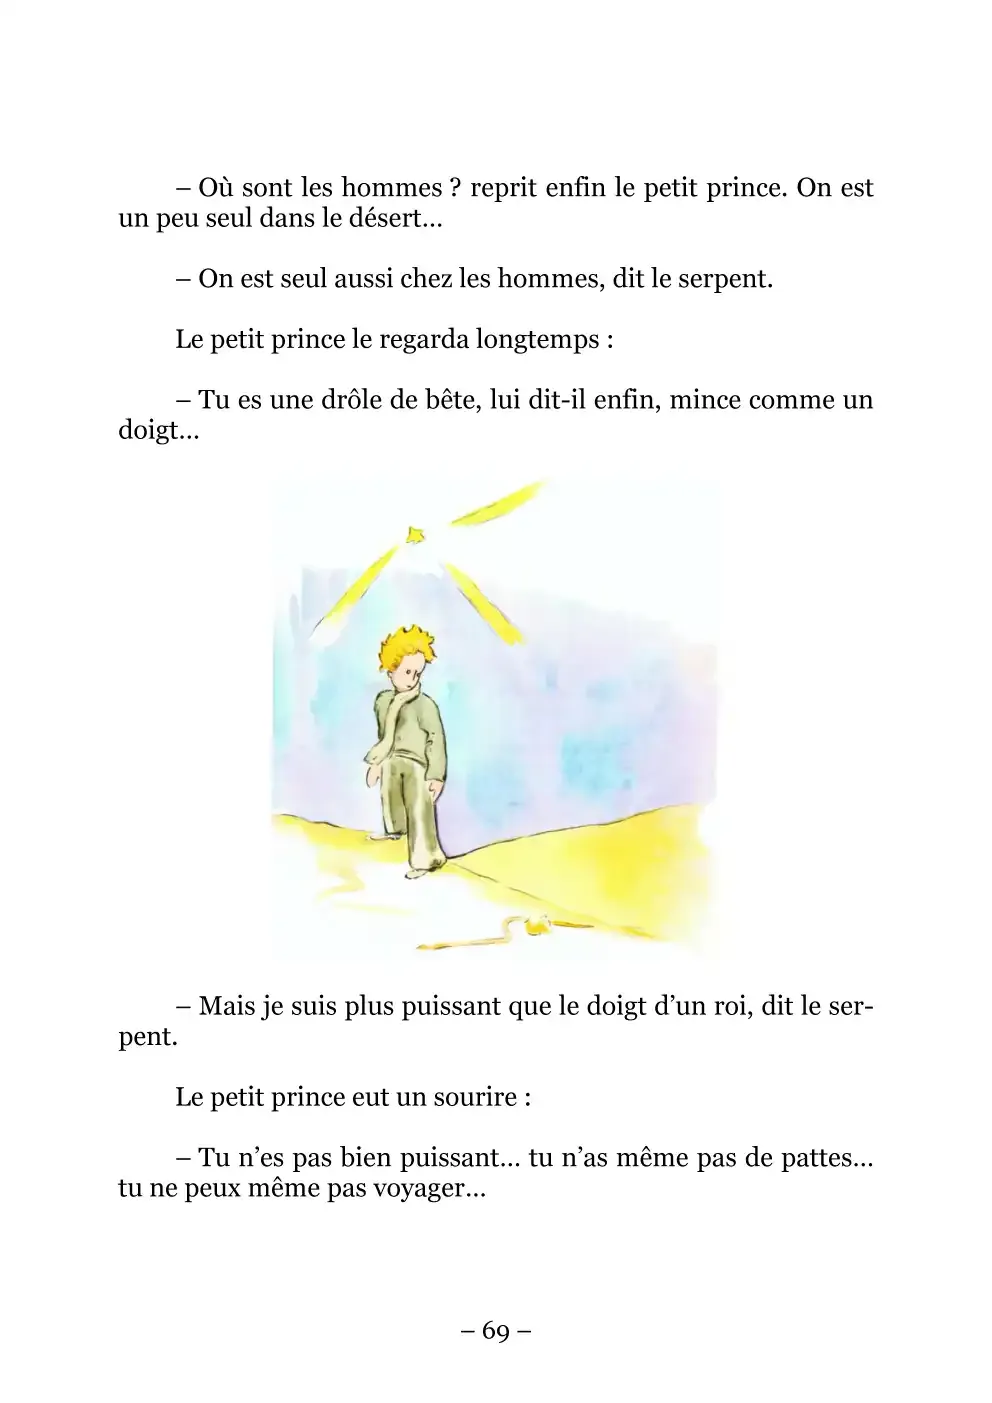 – Où sont les hommes ? reprit enfin le petit prince. On est
un peu seul dans le désert…
– On est seul aussi chez les hommes, dit le serpent.
Le petit prince le regarda longtemps :
– Tu es une drôle de bête, lui dit-il enfin, mince comme un
doigt…
– Mais je suis plus puissant que le doigt d’un roi, dit le ser-
pent.
Le petit prince eut un sourire :
– Tu n’es pas bien puissant… tu n’as même pas de pattes…
tu ne peux même pas voyager…
– 69 –